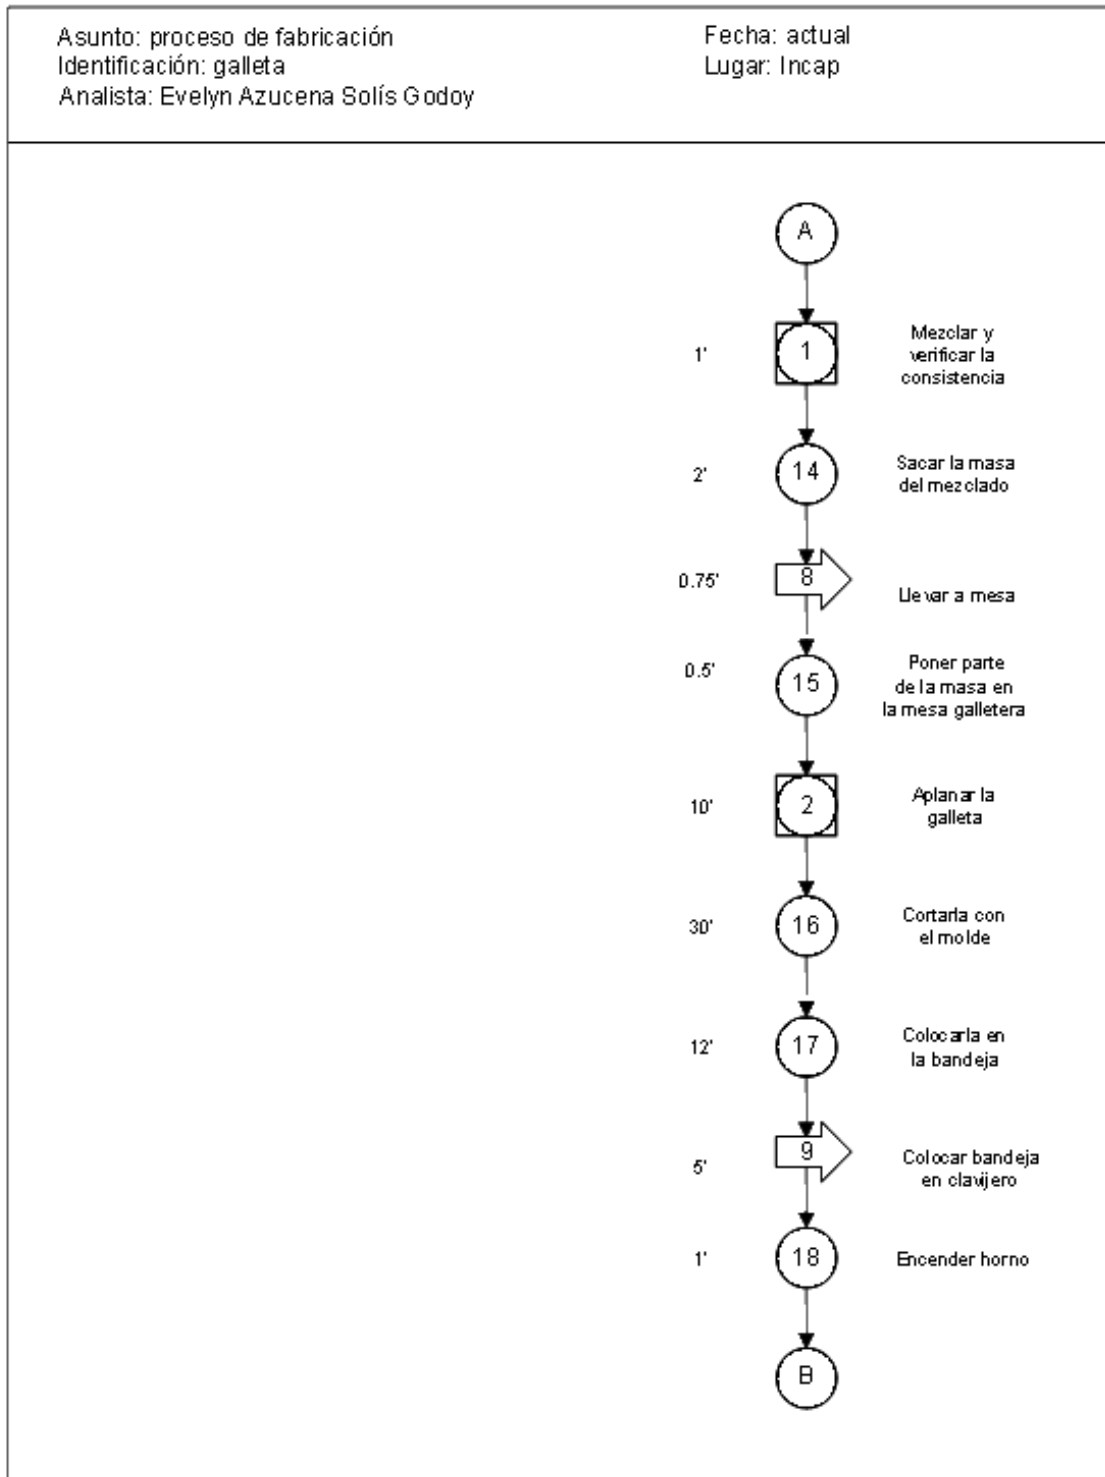 Asunto: proceso de fabricación
Identificación: galleta
Analista: Evelyn Azucena Solís Godoy
Fecha: actual
Lugar: Incap
A
1'
1
Mezclar y
verificar la
consistencia
2'
14
Sacar la masa
del mezclado
0.75'
8
Llevar a mesa
0.5'
15
Poner parte
de la masa en
la mesa galletera
10'
2
Aplanar la
galleta
30'
16
Cortarla con
el molde
12'
17
Colocarla en
la bandeja
5'
9
Colocar bandeja
en clavijero
1'
18
Encender horno
B